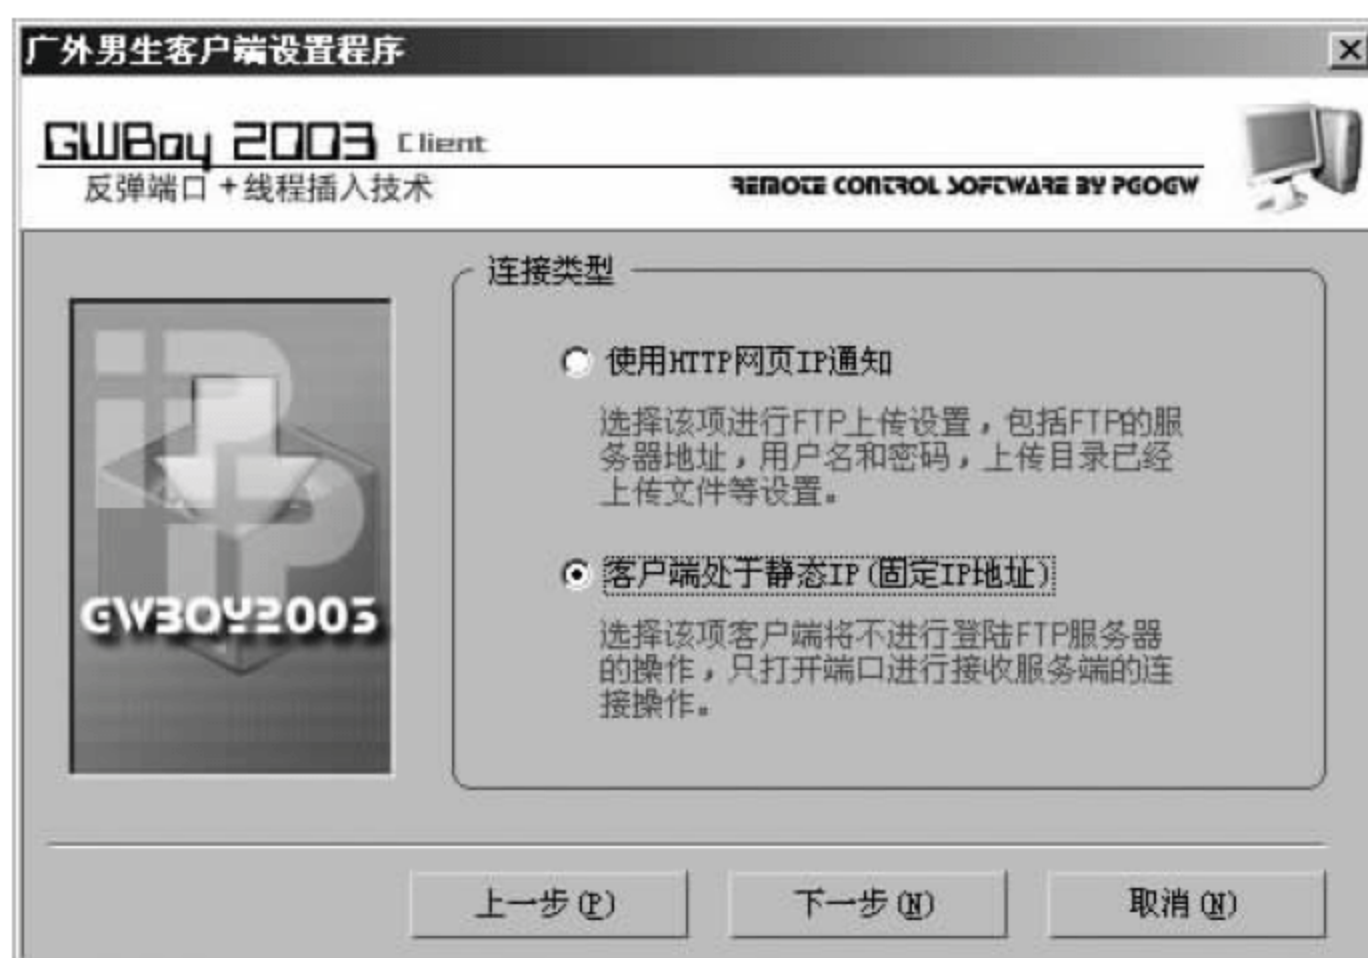 广外男生客户端设置程序
GWBoy 2003 Client
反弹端口+线程插入技术
REMOTE CONTROL SOFTWARE BY PGOGW
连接类型
使用HTTP网页IP通知
选择该项进行FTP上传设置，包括FTP的服
务器地址，用户名和密码，上传目录已经
上传文件等设置。
客户端处于静态IP(固定IP地址)
选择该项客户端将不进行登陆FTP服务器
的操作，只打开端口进行接收服务端的连
接操作。
iP
iP
GWBOY2003
上一步(P)
下一步(N)
取消(N)